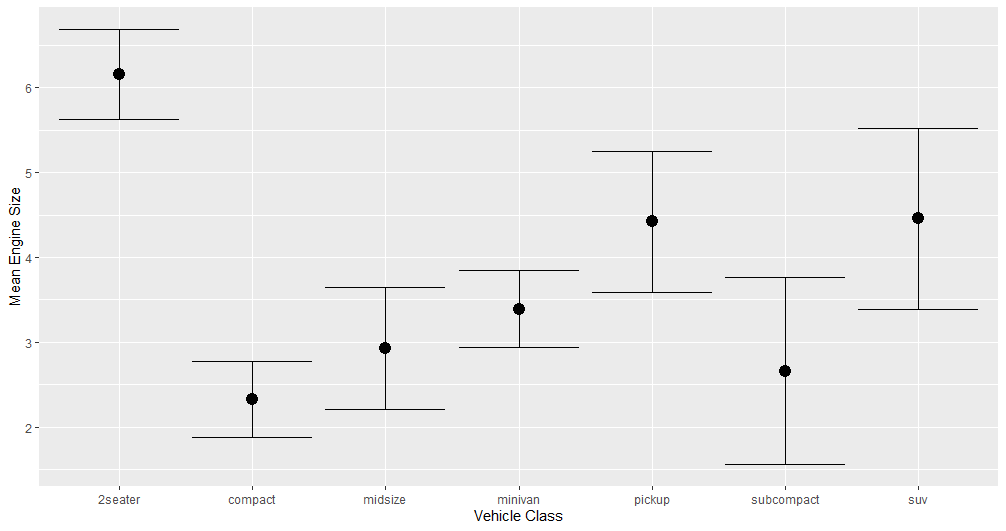 Mean Engine Size
6
5
4
3
2
2seater compact midsize minivan pickup subcompact suv
Vehicle Class